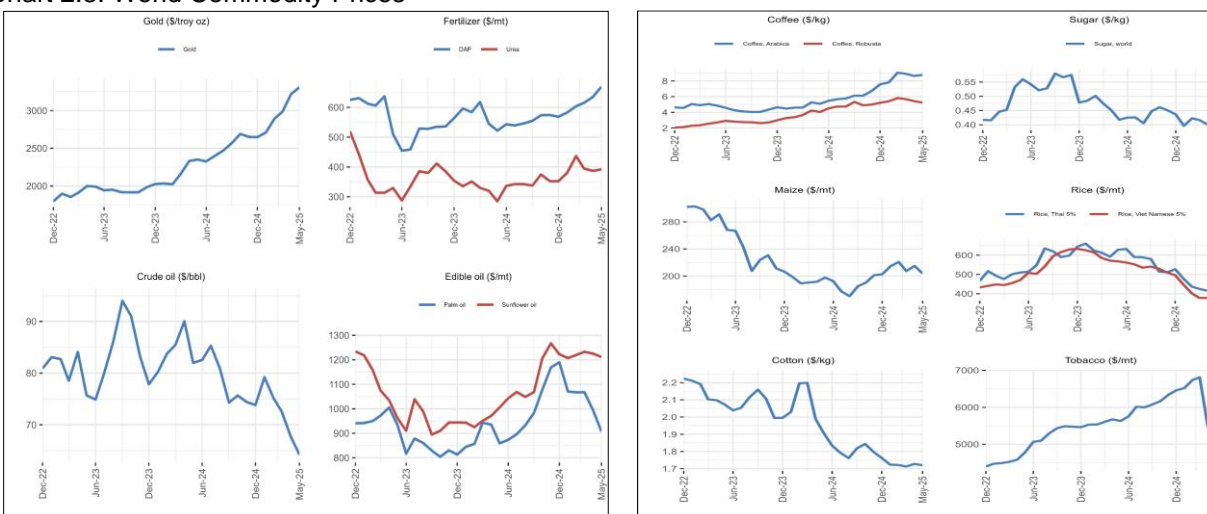 Chart 2.8: World Commodity Prices
Gold ($/troy oz)
Gold
3000
2500
2000
Dec-22
Jun-23
Dec-23
Jun-24
Dec-24
May-25
Fertilizer ($/mt)
DAP Urea
600
500
400
300
Dec-22
Jun-23
Dec-23
Jun-24
Dec-24
May-25
Crude oil ($/bbl)
90
80
70
Dec-22
Jun-23
Dec-23
Jun-24
Dec-24
May-25
Edible oil ($/mt)
Palm oil Sunflower oil
1300
1200
1100
1000
900
800
Dec-22
Jun-23
Dec-23
Jun-24
Dec-24
May-25
Coffee ($/kg)
Coffee, Arabica Coffee, Robusta
8
6
4
2
Dec-22
Jun-23
Dec-23
Jun-24
Dec-24
May-25
Sugar ($/kg)
Sugar, world
0.55
0.50
0.45
0.40
Dec-22
Jun-23
Dec-23
Jun-24
Dec-24
Maize ($/mt)
280
240
200
Dec-22
Jun-23
Dec-23
Jun-24
Dec-24
May-25
Rice ($/mt)
Rice, Thai 5% Rice, Viet Namese 5%
600
500
400
Dec-22
Jun-23
Dec-23
Jun-24
Dec-24
Cotton ($/kg)
2.2
2.1
2.0
1.9
1.8
1.7
Dec-22
Jun-23
Dec-23
Jun-24
Dec-24
May-25
Tobacco ($/mt)
7000
6000
5000
Dec-22
Jun-23
Dec-23
Jun-24
Dec-24